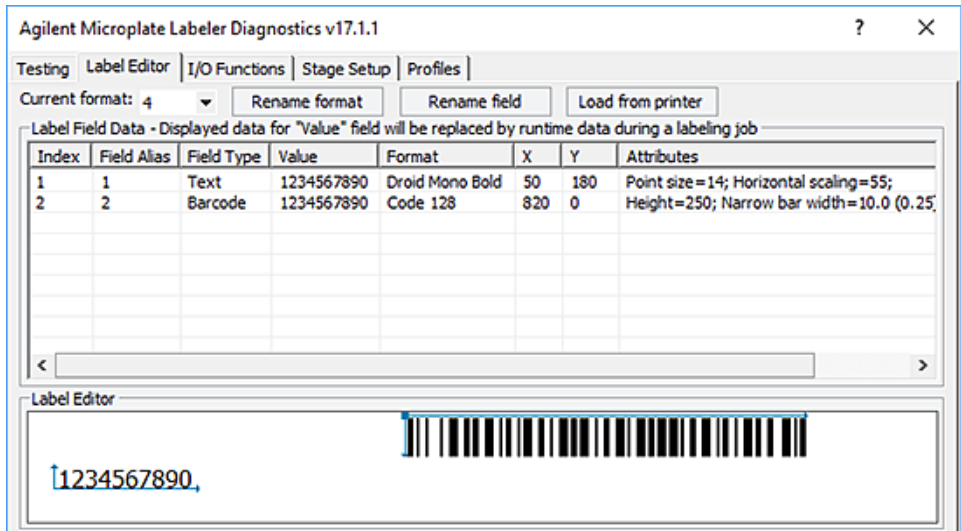 Agilent Microplate Labeler Diagnostics v17.1.1 ? ×
Testing Label Editor I/O Functions Stage Setup Profiles
Current format: 4 Rename format Rename field Load from printer
Label Field Data - Displayed data for "Value" field will be replaced by runtime data during a labeling job
Index Field Alias Field Type Value Format X Y Attributes
1 1 Text 1234567890 Droid Mono Bold 50 180 Point size=14; Horizontal scaling=55;
2 2 Barcode 1234567890 Code 128 820 0 Height=250; Narrow bar width=10.0 (0.25)
Label Editor
1234567890